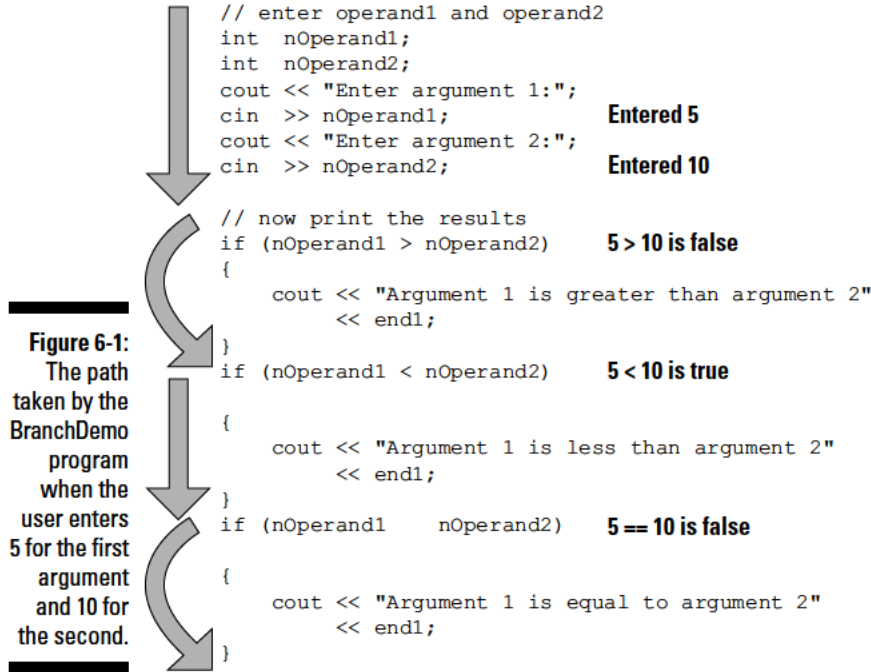 // enter operand1 and operand2
int nOperand1;
int nOperand2;
cout << "Enter argument 1:";
cin >> nOperand1; Entered 5
cout << "Enter argument 2:";
cin >> nOperand2; Entered 10
// now print the results
if (nOperand1 > nOperand2) 5 > 10 is false
{
cout << "Argument 1 is greater than argument 2"
<< endl;
}
if (nOperand1 < nOperand2) 5 < 10 is true
{
cout << "Argument 1 is less than argument 2"
<< endl;
}
if (nOperand1 nOperand2) 5 == 10 is false
{
cout << "Argument 1 is equal to argument 2"
<< endl;
}
Figure 6-1:
The path
taken by the
BranchDemo
program
when the
user enters
5 for the first
argument
and 10 for
the second.